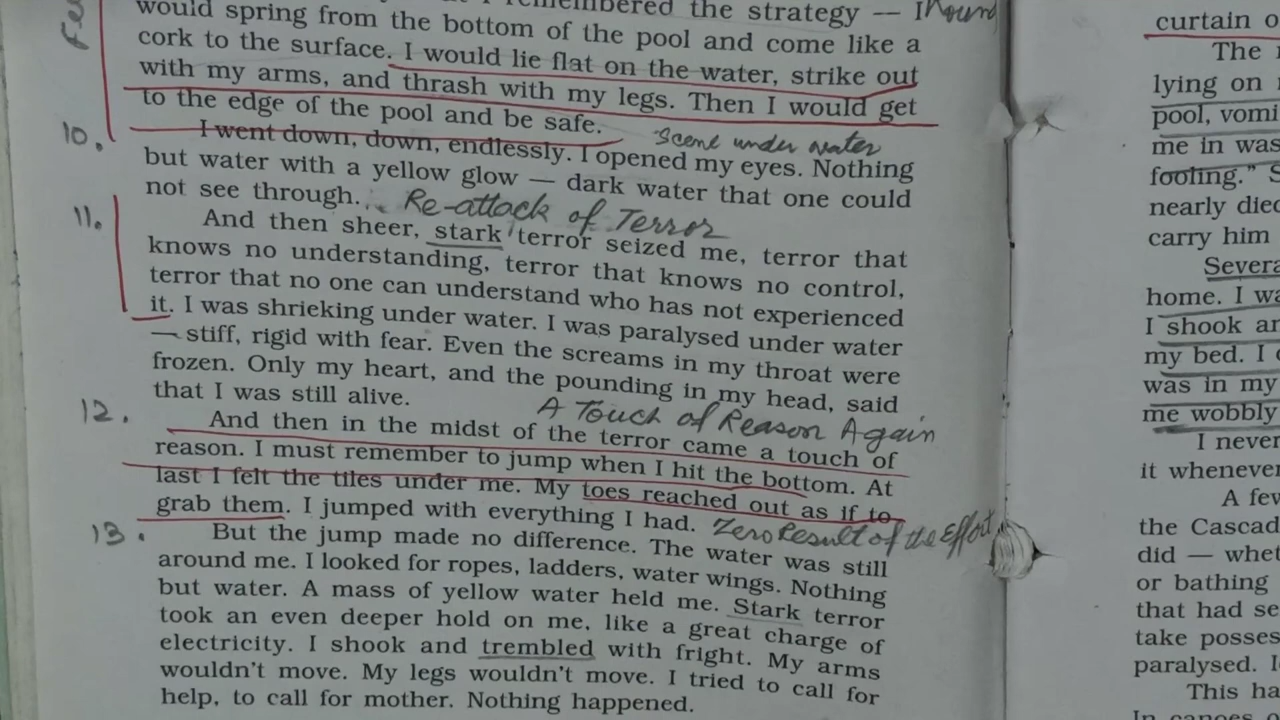 remembered the strategy — I
would spring from the bottom of the pool and come like a
cork to the surface. I would lie flat on the water, strike out
with my arms, and thrash with my legs. Then I would get
to the edge of the pool and be safe.
10.
Scene under water
I went down, down, endlessly. I opened my eyes. Nothing
but water with a yellow glow — dark water that one could
not see through.
Re-attack of Terror
11.
And then sheer, stark terror seized me, terror that
knows no understanding, terror that knows no control,
terror that no one can understand who has not experienced
it. I was shrieking under water. I was paralysed under water
— stiff, rigid with fear. Even the screams in my throat were
frozen. Only my heart, and the pounding in my head, said
that I was still alive.
A Touch of Reason Again
12.
And then in the midst of the terror came a touch of
reason. I must remember to jump when I hit the bottom. At
last I felt the tiles under me. My toes reached out as if to
grab them. I jumped with everything I had.
Zero Result of the Effort
13.
But the jump made no difference. The water was still
around me. I looked for ropes, ladders, water wings. Nothing
but water. A mass of yellow water held me. Stark terror
took an even deeper hold on me, like a great charge of
electricity. I shook and trembled with fright. My arms
wouldn't move. My legs wouldn't move. I tried to call for
help, to call for mother. Nothing happened.
curtain o
The
lying on
pool, vomi
me in was
fooling." S
nearly died
carry him
Severa
home. I wa
I shook an
my bed. I
was in my
me wobbly
I never
it whenever
A few
the Cascad
did — whet
or bathing
that had se
take posses
paralysed. I
This ha
In canoes o